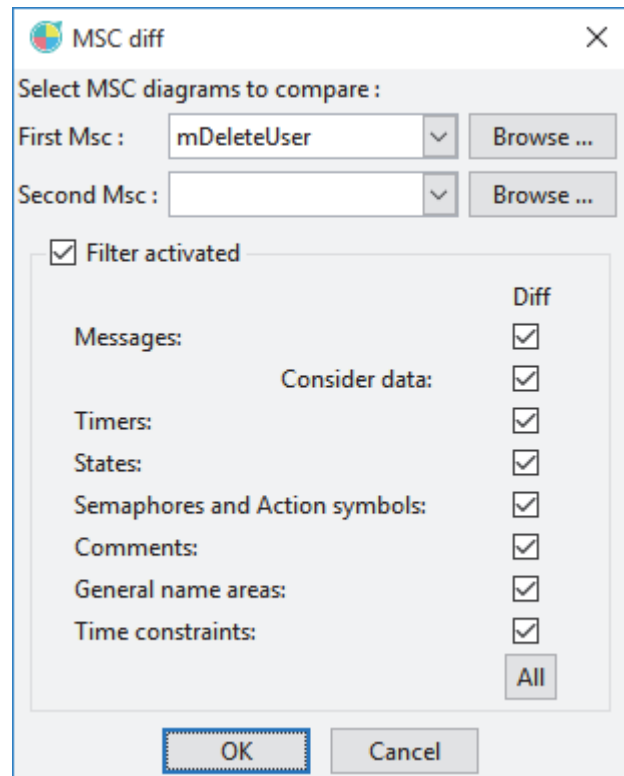 MSC diff
Select MSC diagrams to compare :
First Msc : mDeleteUser Browse ...
Second Msc : Browse ...
Filter activated
Diff
Messages:
Consider data:
Timers:
States:
Semaphores and Action symbols:
Comments:
General name areas:
Time constraints:
All
OK Cancel